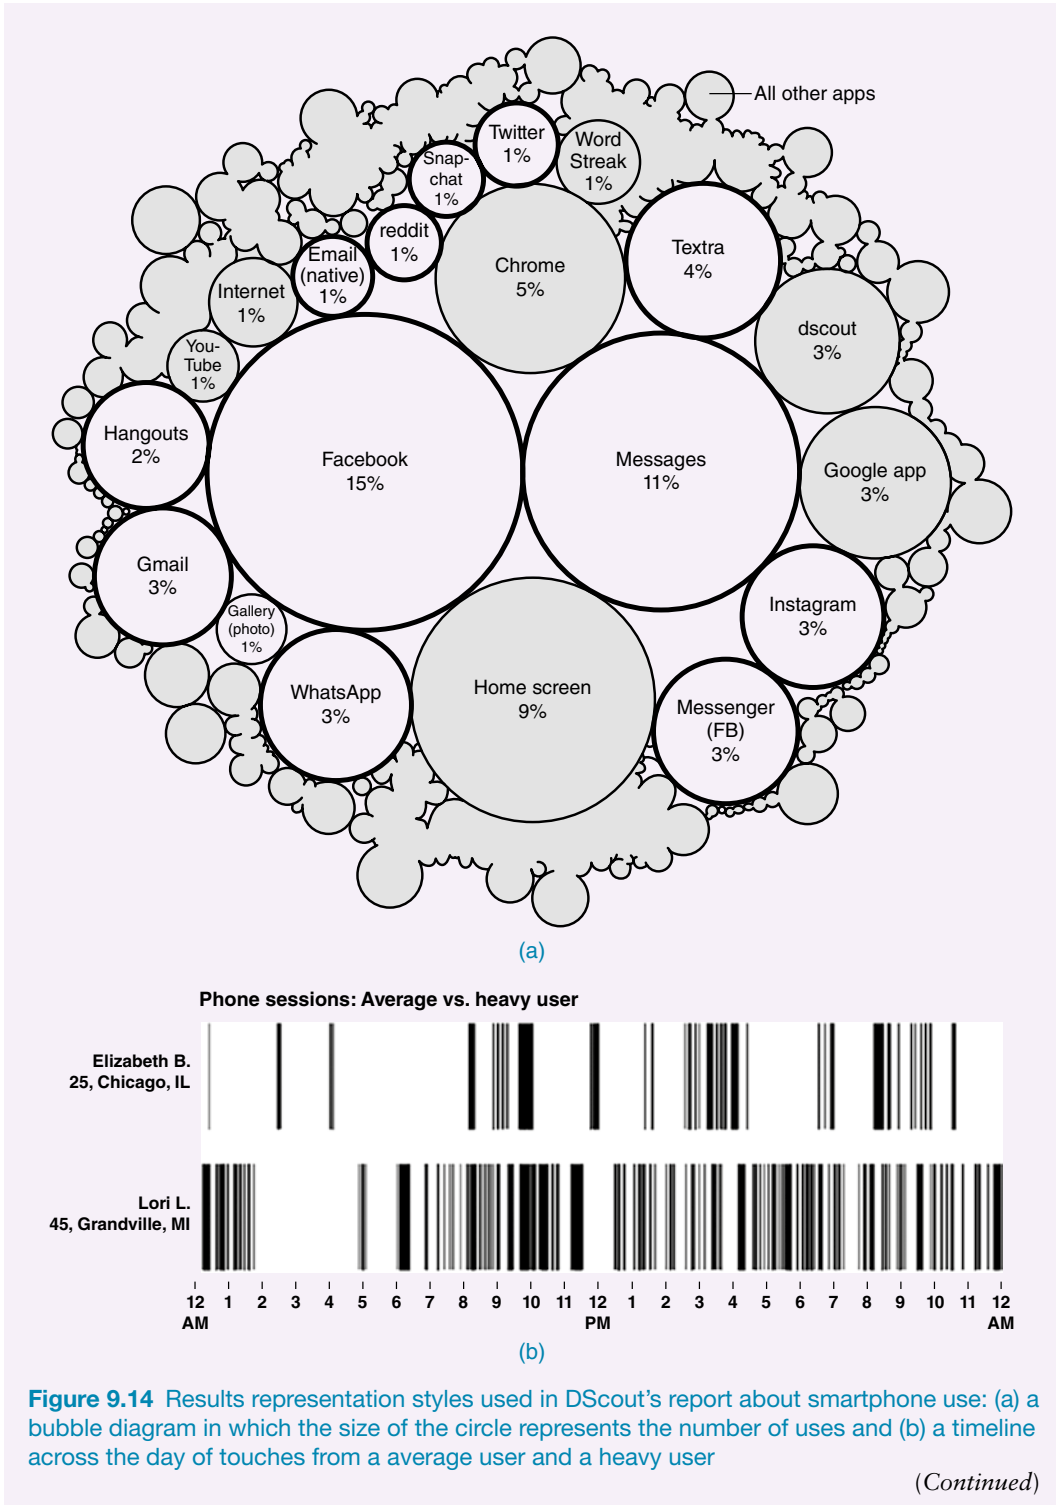 All other apps
Twitter
1%
Word
Streak
1%
Snap-
chat
1%
reddit
1%
Email
(native)
1%
Chrome
5%
Textra
4%
Internet
1%
dscout
3%
You-
Tube
1%
Hangouts
2%
Facebook
15%
Messages
11%
Google app
3%
Gmail
3%
Gallery
(photo)
1%
Instagram
3%
WhatsApp
3%
Home screen
9%
Messenger
(FB)
3%
(a)
Phone sessions: Average vs. heavy user
Elizabeth B.
25, Chicago, IL
Lori L.
45, Grandville, MI
12 1 2 3 4 5 6 7 8 9 10 11 12 1 2 3 4 5 6 7 8 9 10 11 12
AM PM AM
(b)
Figure 9.14 Results representation styles used in DScout's report about smartphone use: (a) a
bubble diagram in which the size of the circle represents the number of uses and (b) a timeline
across the day of touches from a average user and a heavy user
(Continued)